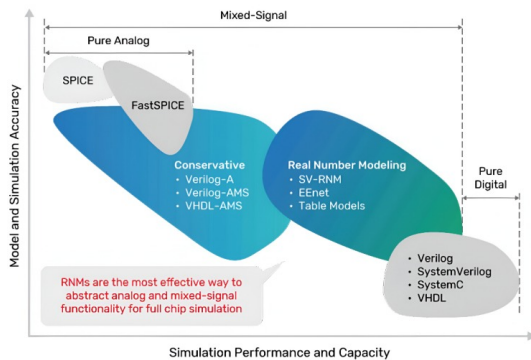 Mixed-Signal
Pure Analog
SPICE
FastSPICE
Conservative
• Verilog-A
• Verilog-AMS
• VHDL-AMS
Real Number Modeling
• SV-RNM
• EEnet
• Table Models
Pure
Digital
• Verilog
• SystemVerilog
• SystemC
• VHDL
RNMs are the most effective way to
abstract analog and mixed-signal
functionality for full chip simulation
Model and Simulation Accuracy
Simulation Performance and Capacity